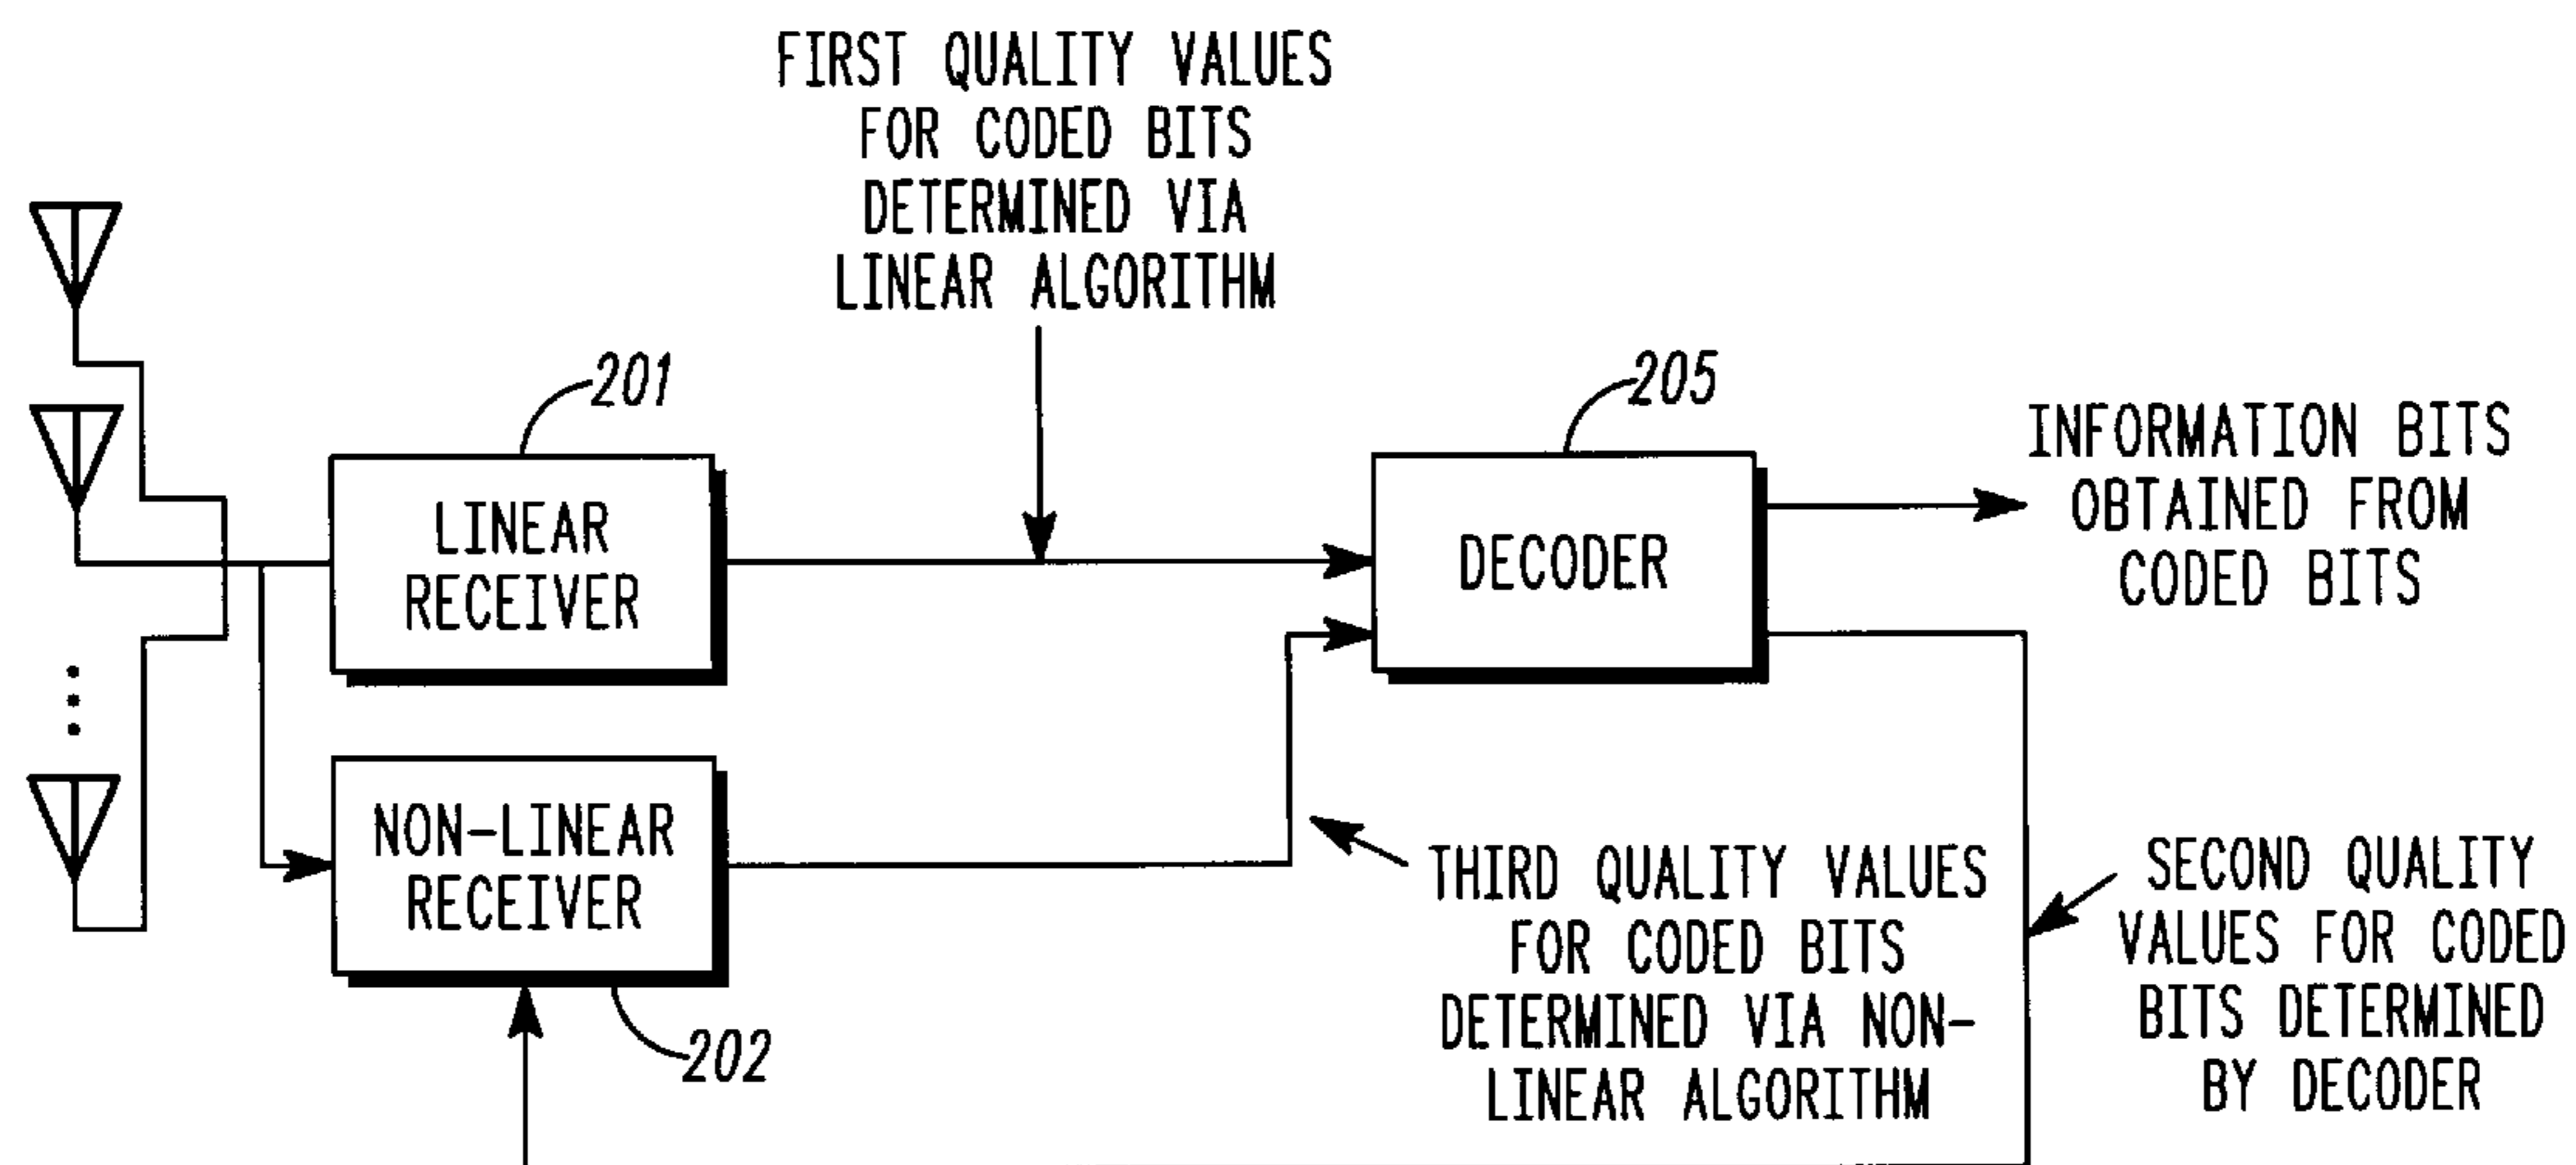 FIRST QUALITY VALUES
FOR CODED BITS
DETERMINED VIA
LINEAR ALGORITHM
201
205
LINEAR
RECEIVER
DECODER
INFORMATION BITS
OBTAINED FROM
CODED BITS
NON-LINEAR
RECEIVER
202
THIRD QUALITY VALUES
FOR CODED BITS
DETERMINED VIA NON-
LINEAR ALGORITHM
SECOND QUALITY
VALUES FOR CODED
BITS DETERMINED
BY DECODER